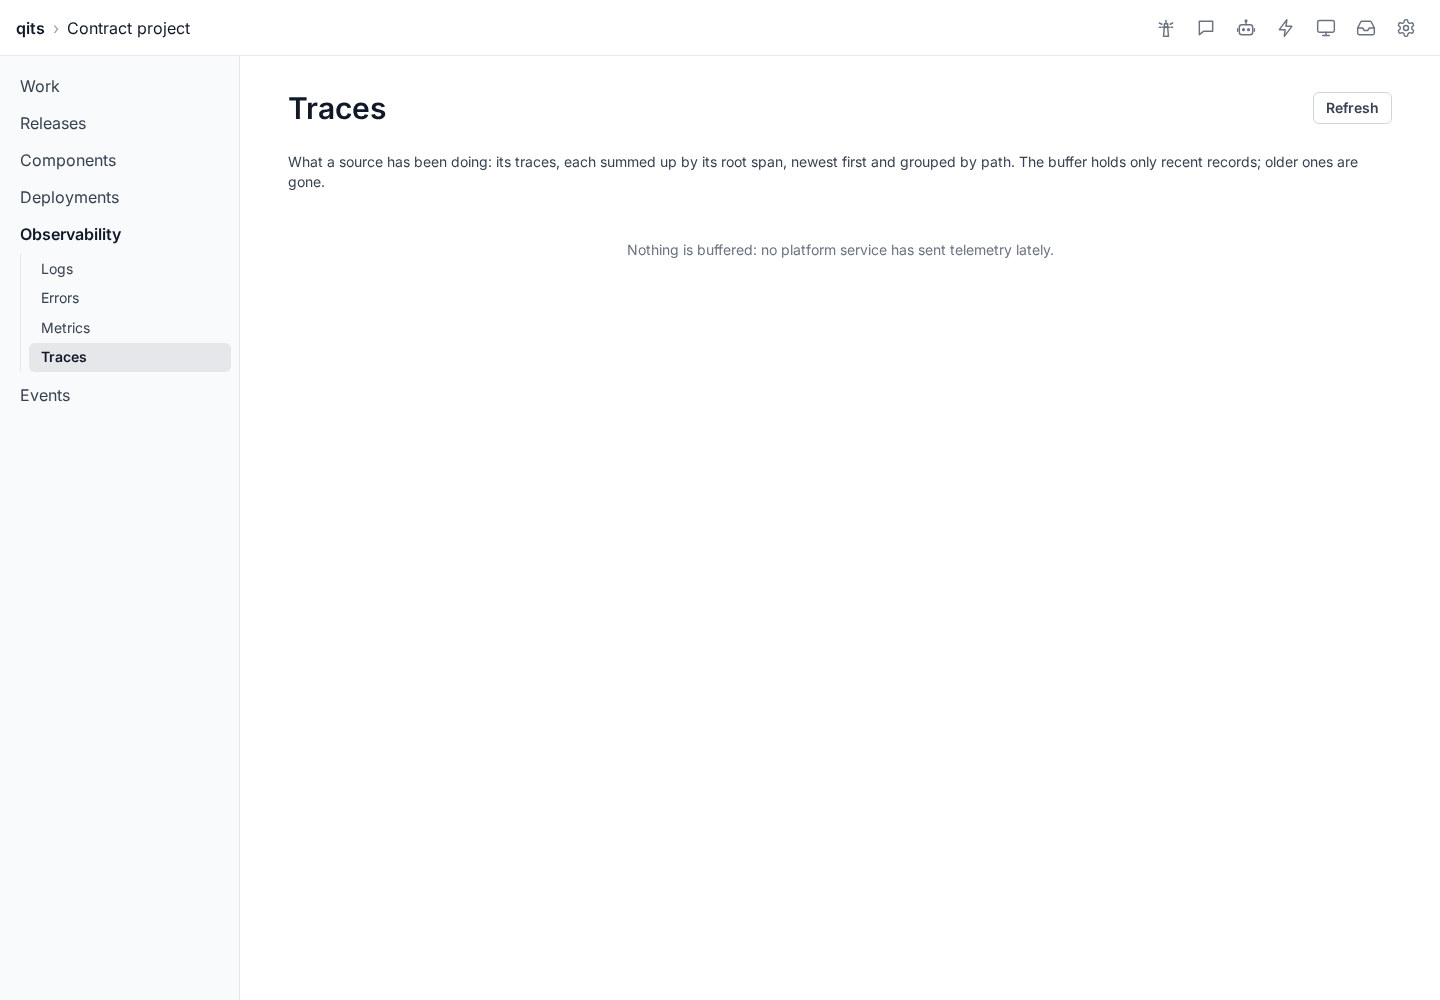 qits › Contract project
Work
Releases
Components
Deployments
Observability
Logs
Errors
Metrics
Traces
Events
Traces
Refresh
What a source has been doing: its traces, each summed up by its root span, newest first and grouped by path. The buffer holds only recent records; older ones are
gone.
Nothing is buffered: no platform service has sent telemetry lately.